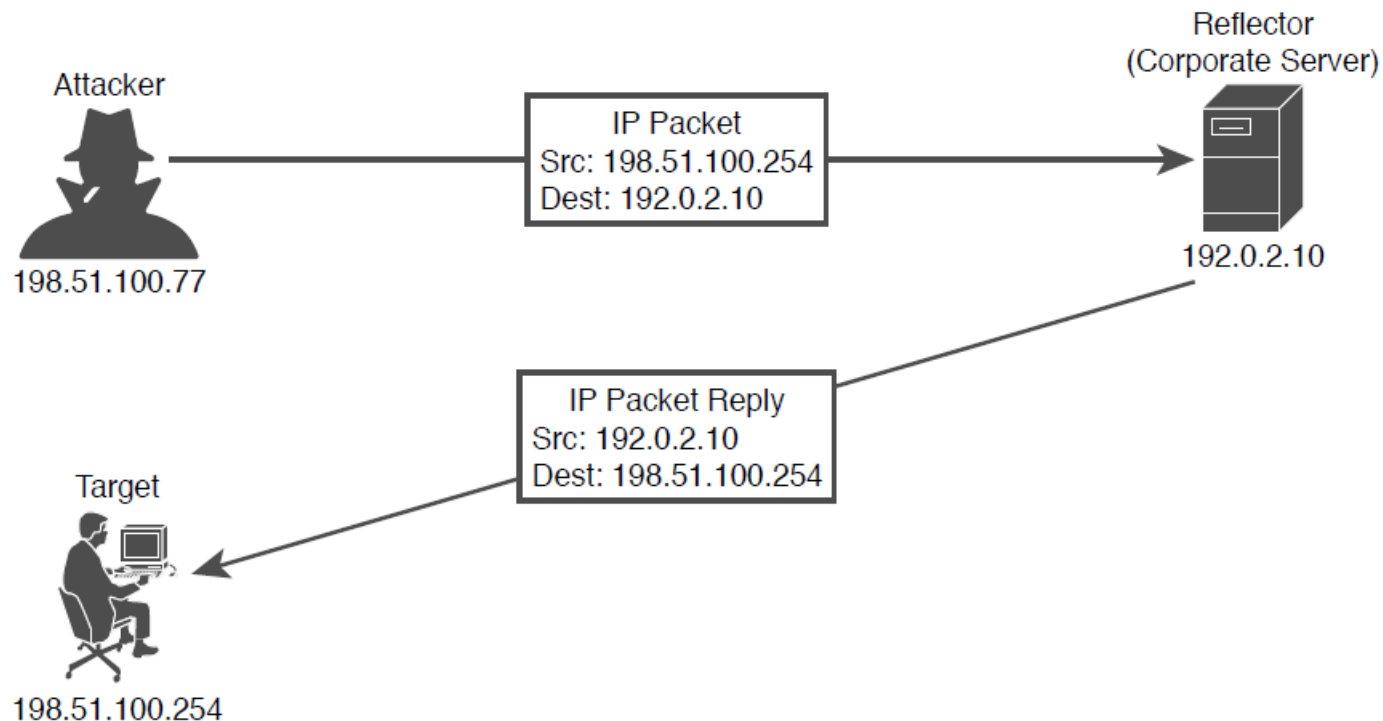 Reflector
(Corporate Server)
Attacker
IP Packet
Src: 198.51.100.254
Dest: 192.0.2.10
198.51.100.77
192.0.2.10
IP Packet Reply
Src: 192.0.2.10
Dest: 198.51.100.254
Target
198.51.100.254